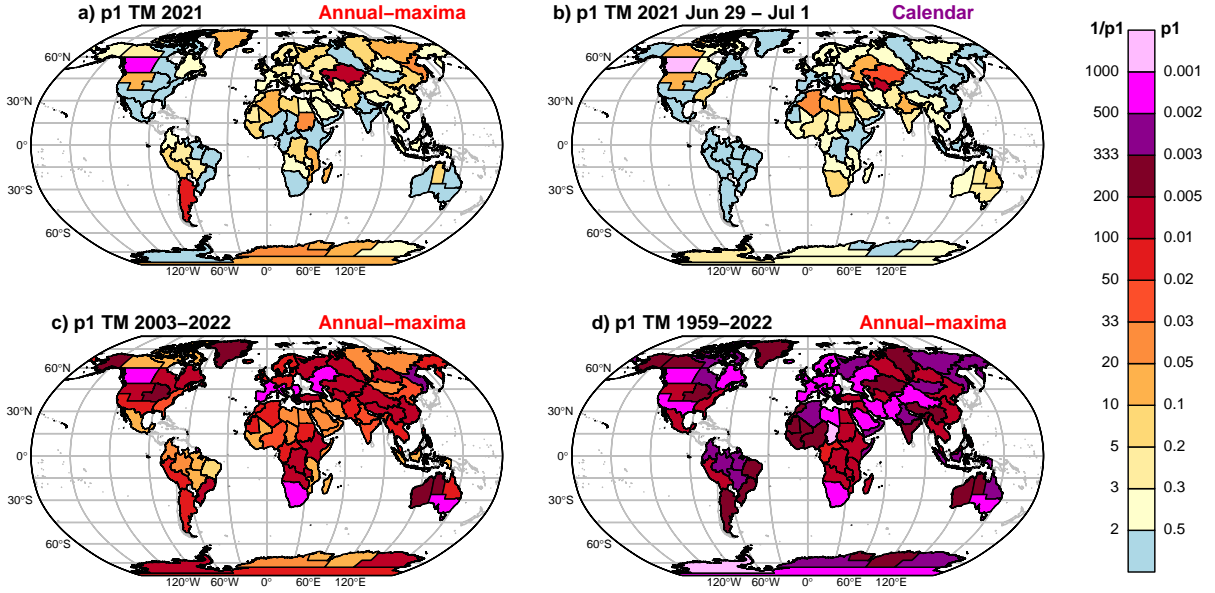 a) p1 TM 2021 Annual−maxima
60°N
30°N
0°
30°S
60°S
120°W 60°W 0° 60°E 120°E
b) p1 TM 2021 Jun 29 − Jul 1 Calendar
60°N
30°N
0°
30°S
60°S
120°W 60°W 0° 60°E 120°E
c) p1 TM 2003−2022 Annual−maxima
60°N
30°N
0°
30°S
60°S
120°W 60°W 0° 60°E 120°E
d) p1 TM 1959−2022 Annual−maxima
60°N
30°N
0°
30°S
60°S
120°W 60°W 0° 60°E 120°E
1/p1 p1
1000 0.001
500 0.002
333 0.003
200 0.005
100 0.01
50 0.02
33 0.03
20 0.05
10 0.1
5 0.2
3 0.3
2 0.5